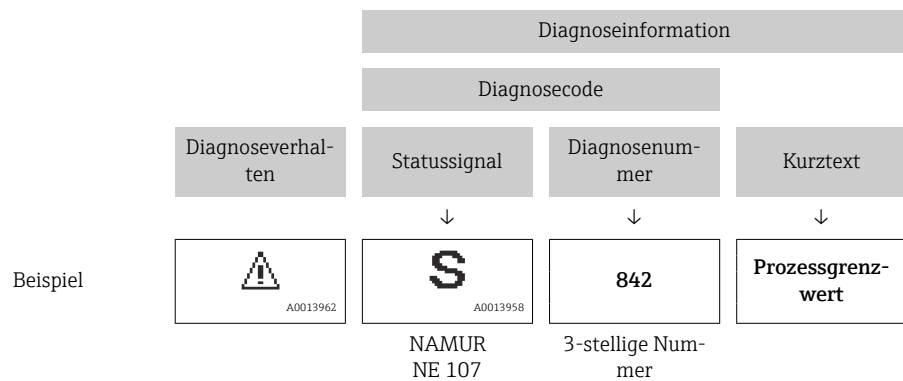 Diagnoseinformation
Diagnosecode
Diagnoseverhal-
ten
Statussignal
Diagnosenum-
mer
Kurztext
↓ ↓ ↓
Beispiel
A0013962
S
A0013958
842
Prozessgrenz-
wert
NAMUR
NE 107
3-stellige Num-
mer